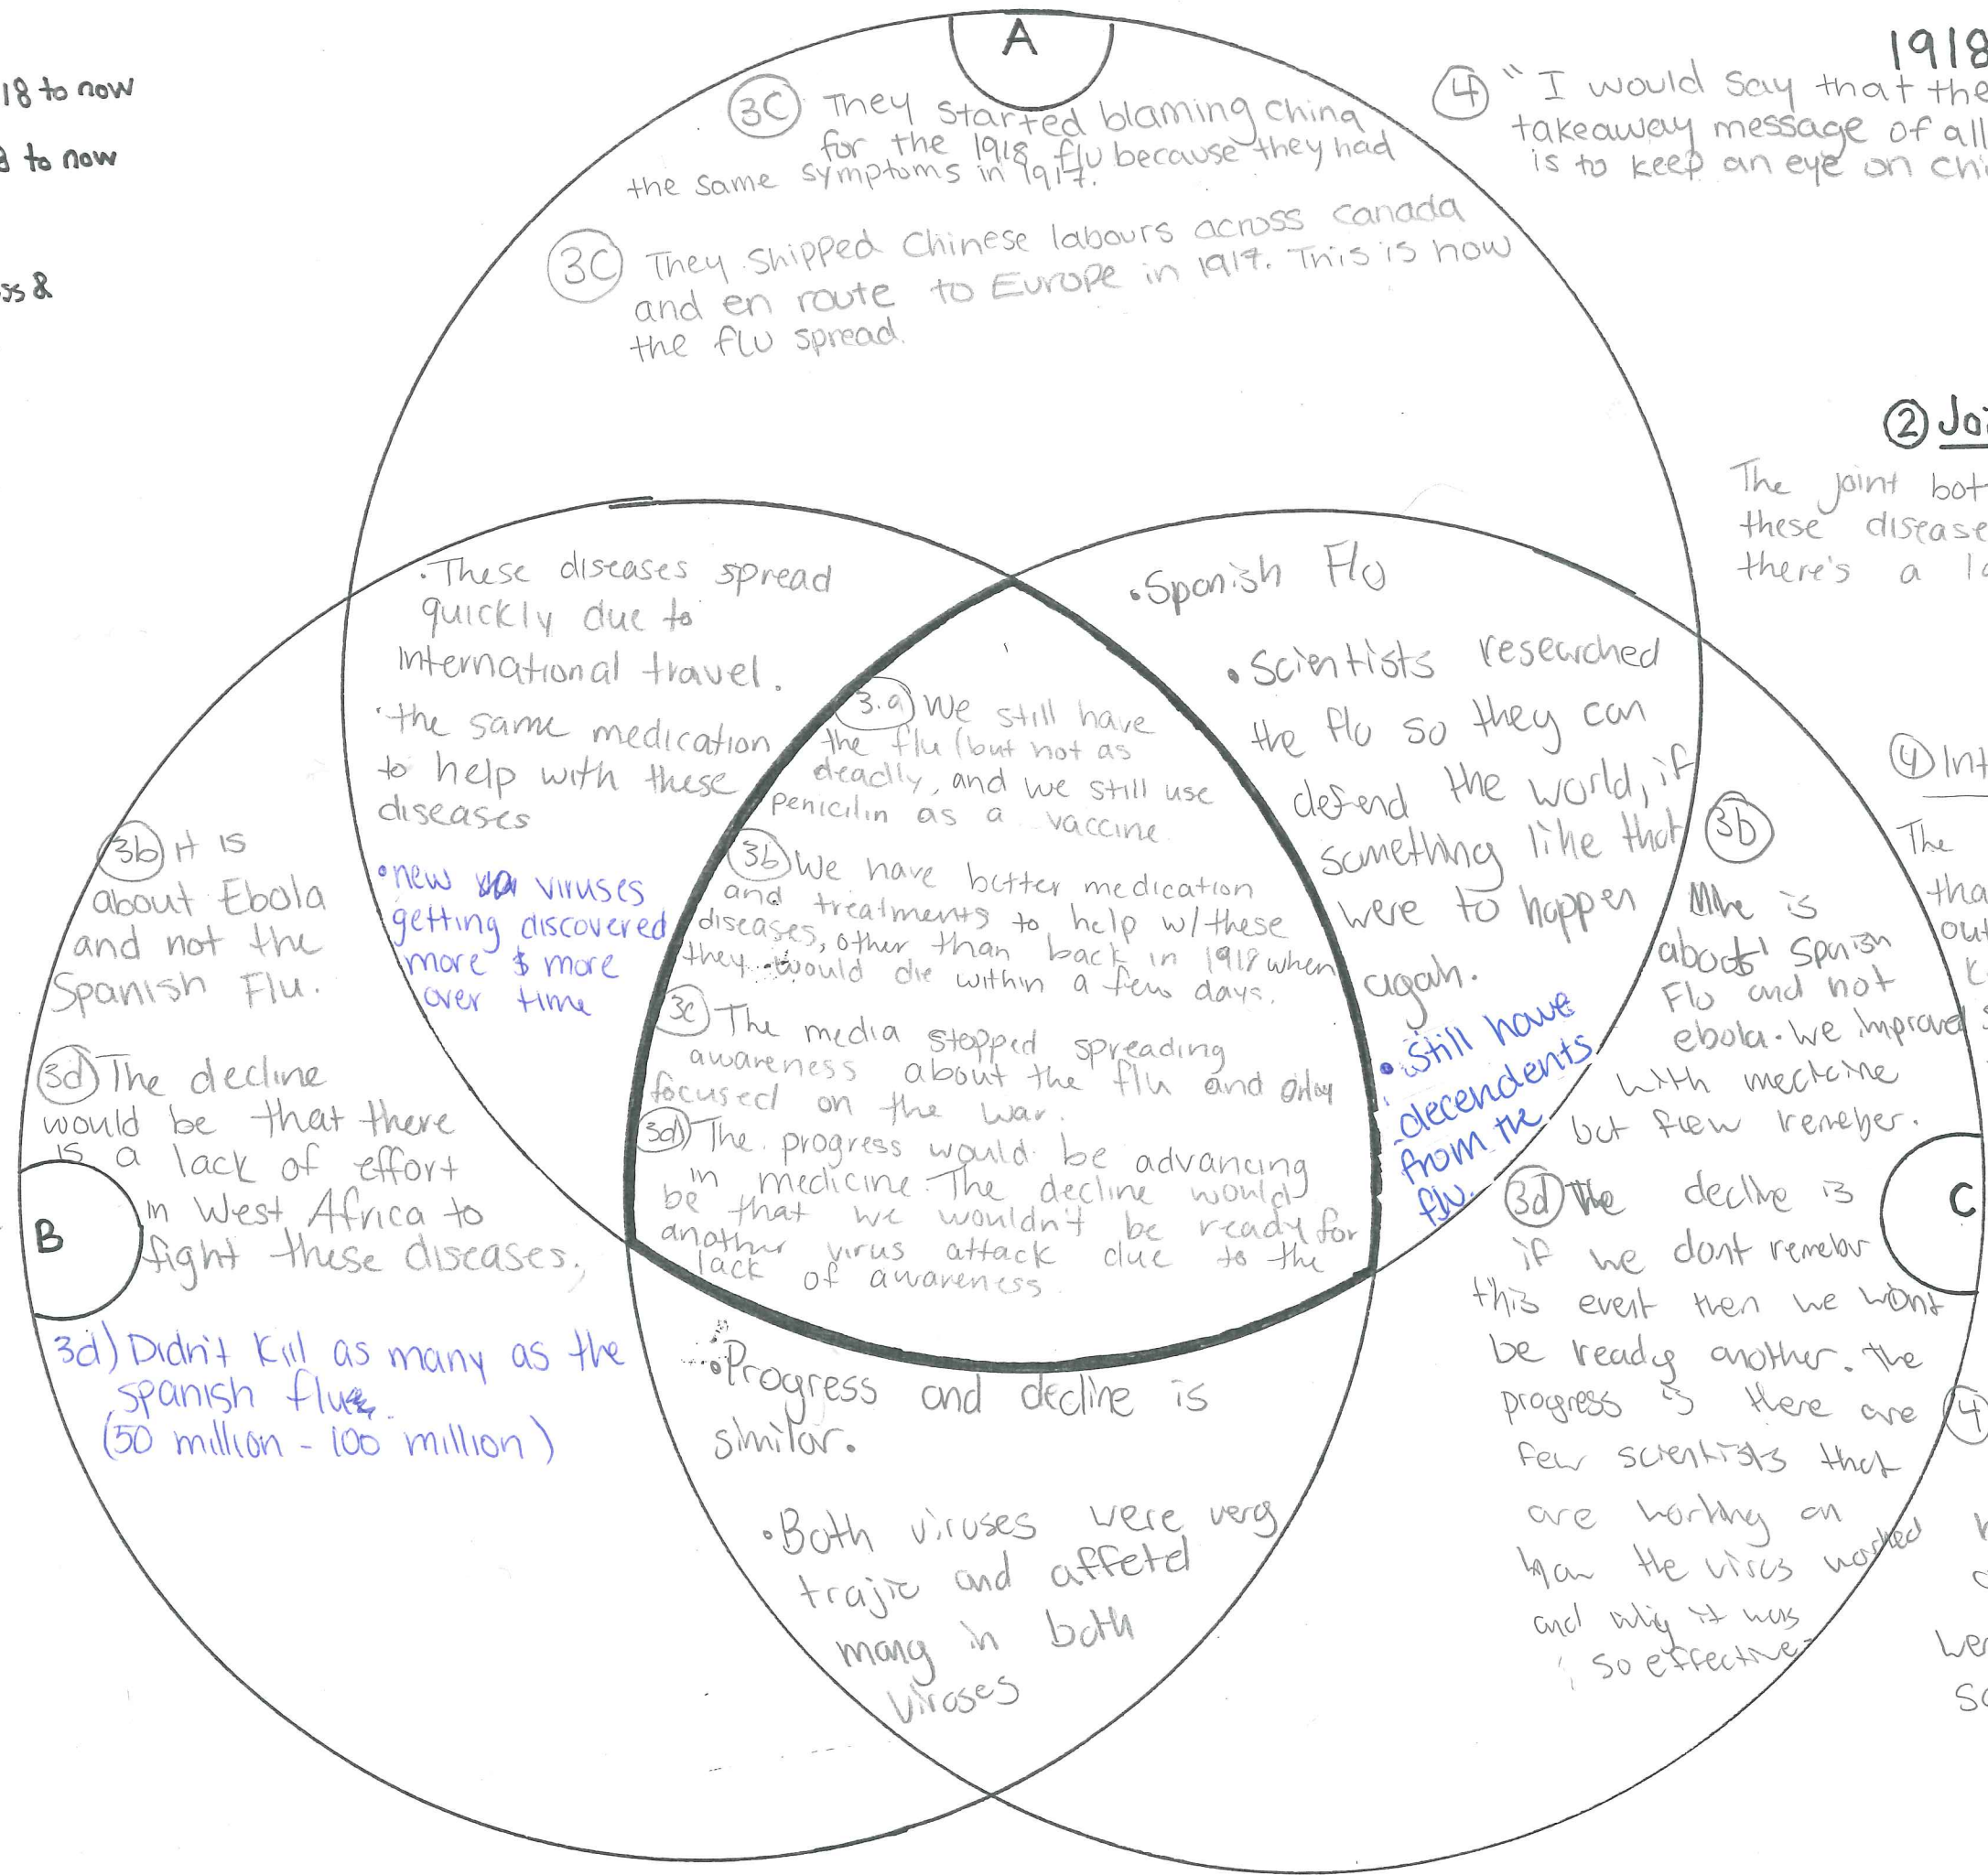 18 to now
to now
ss &
A
1918
3C They started blaming china
for the 1918 flu because they had
the same symptoms in 1917.
3C They shipped Chinese labours across Canada
and en route to Europe in 1917. This is how
the flu spread.
4 "I would say that the
takeaway message of all
is to keep an eye on chi
2 Joi
The joint bot
these disease
there's a la
• These diseases spread
quickly due to
International travel.
• the same medication
to help with these
diseases
• new viruses
getting discovered
more & more
over time
• Spanish Flu
• Scientists researched
the flu so they can
defend the world, if
something like that
were to happen
again.
• still have
decendents
from the
flu.
3.a We still have
the flu (but not as
deadly, and we still use
penicilin as a vaccine.
3b We have better medication
and treatments to help w/these
diseases, other than back in 1918 when
they would die within a few days.
3c The media stopped spreading
awareness about the flu and only
focused on the war.
3d) The progress would be advancing
in medicine. The decline would
be that we wouldn't be ready for
another virus attack due to the
lack of awareness
3b it is
about Ebola
and not the
Spanish Flu.
3d The decline
would be that there
is a lack of effort
in West Africa to
fight these diseases.
B
3d) Didn't kill as many as the
spanish flu
(50 million - 100 million)
• Progress and decline is
similar.
• Both viruses were very
trajic and affetd
many in both
viruses
3b
is
about Spanish
Flu and not
ebola. We improved
with medicine
but few remeber.
3d The decline is
if we dont remebr
this event then we wont
be ready another. the
progress is there are
few scientists that
are working on
how the virus worked
and why it was
so effective.
C
4 Int
The
tha
out
4
wer
so